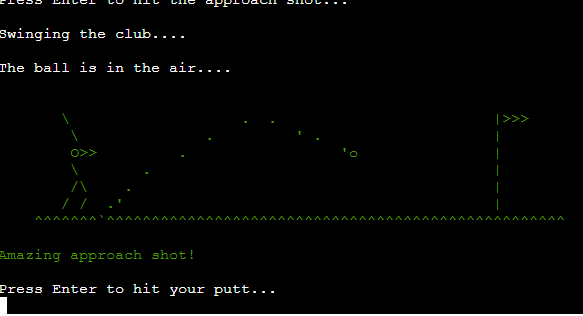 Press Enter to hit the approach shot...
Swinging the club....
The ball is in the air....
Amazing approach shot!
Press Enter to hit your putt...